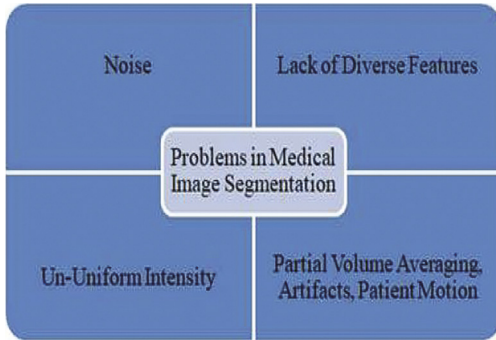 Noise
Lack of Diverse Features
Problems in Medical
Image Segmentation
Un-Uniform Intensity
Partial Volume Averaging,
Artifacts, Patient Motion